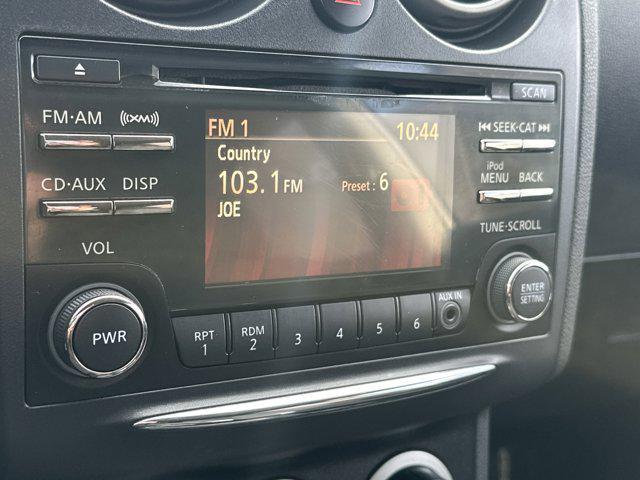 SCAN
FM·AM ((XM))
SEEK·CAT
CD·AUX DISP
iPod
MENU BACK
VOL
TUNE·SCROLL
FM 1 10:44
Country
103.1 FM Preset : 6
JOE
PWR
RPT
1
RDM
2
3
4
5
6
AUX IN
ENTER
SETTING